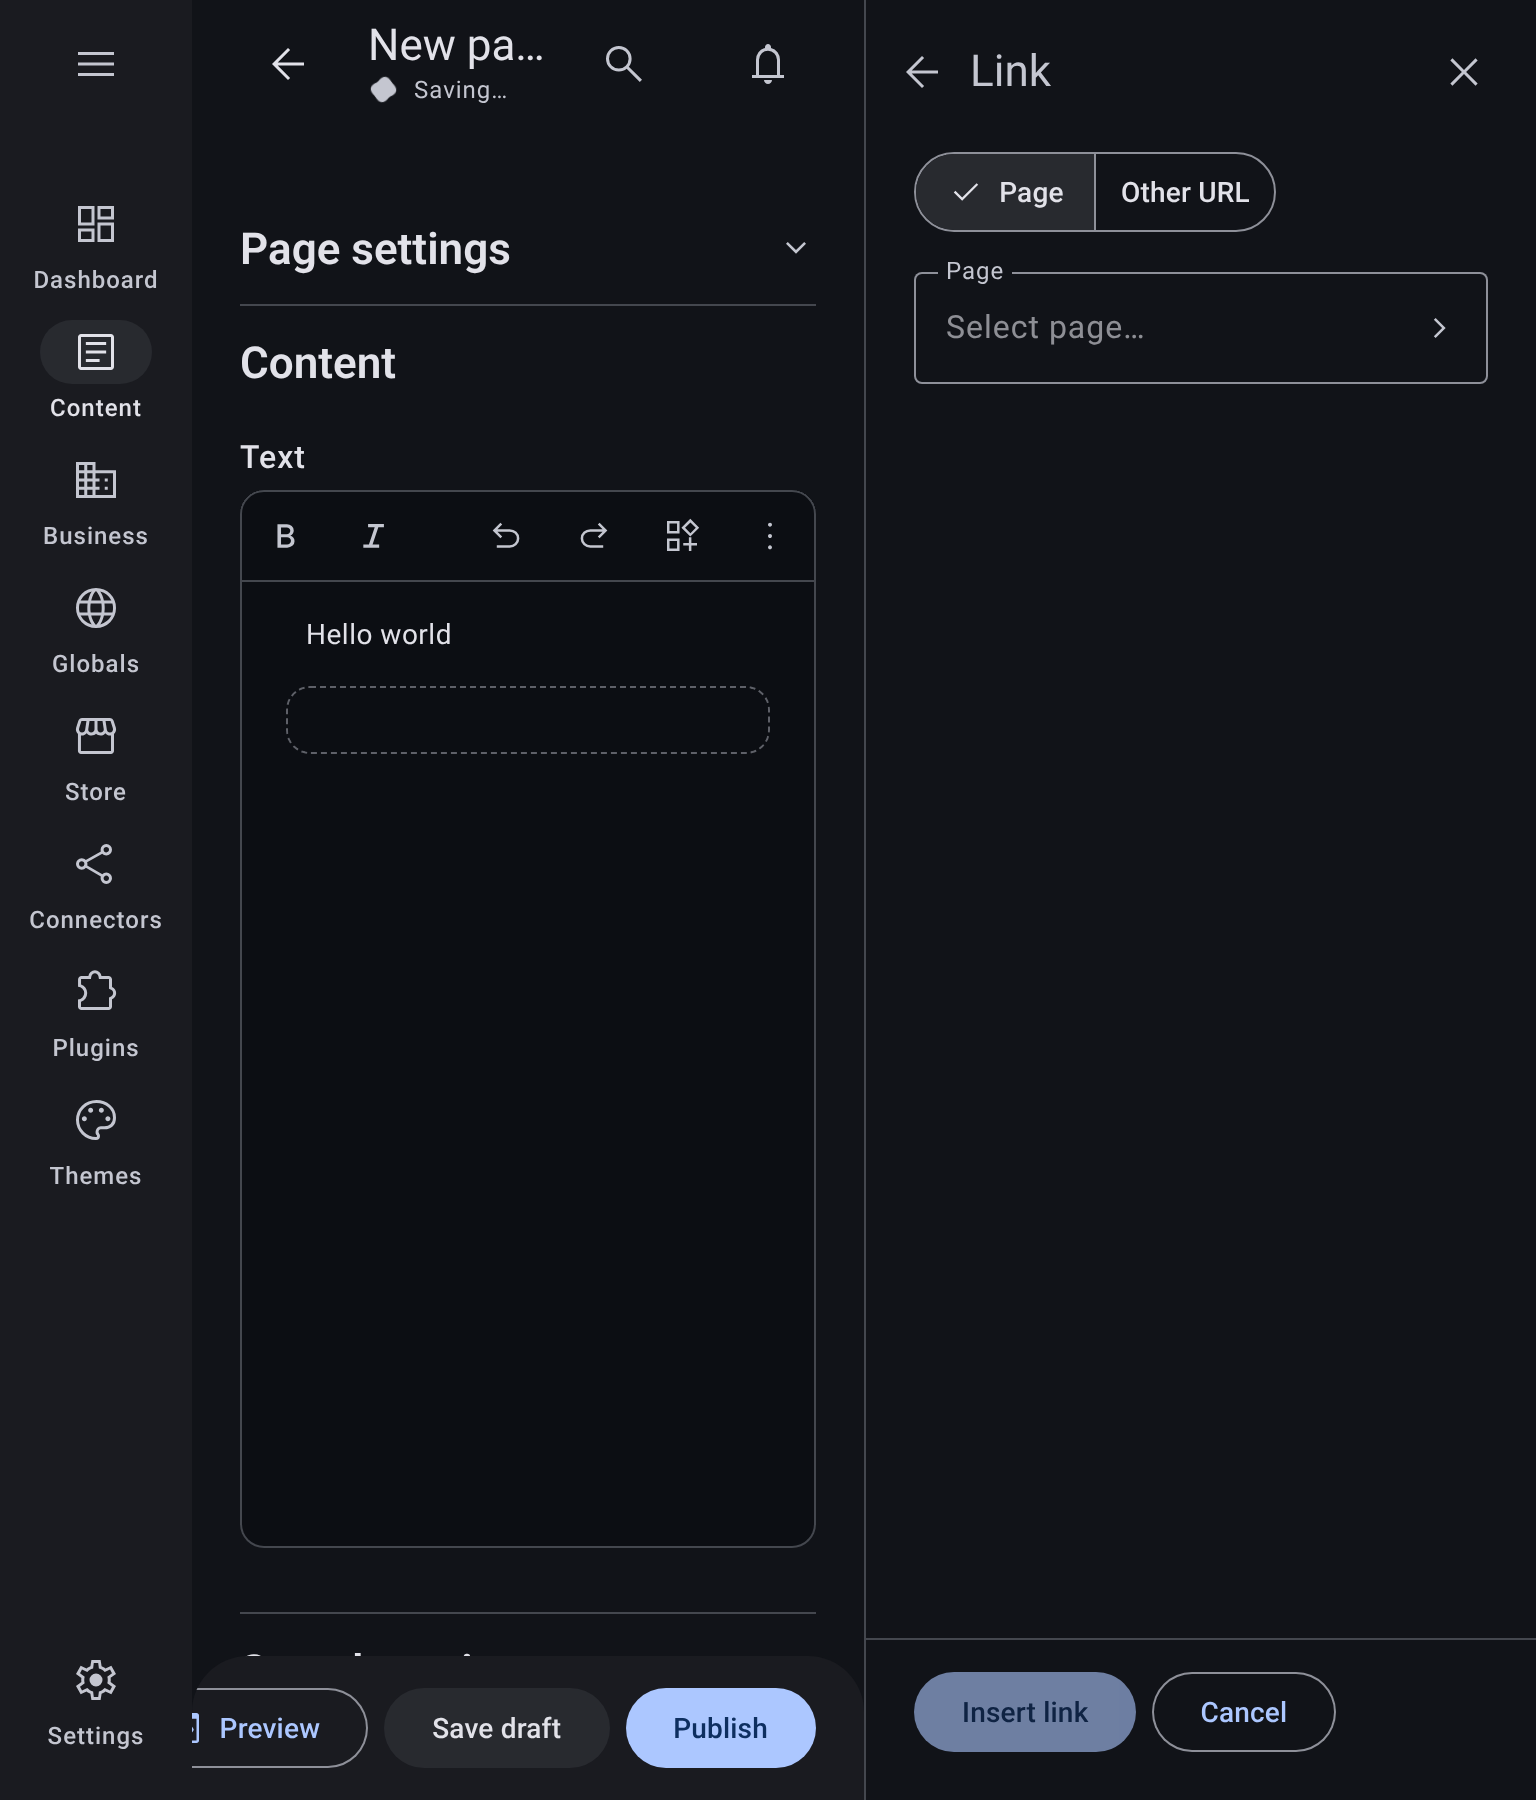 Dashboard
Content
Business
Globals
Store
Connectors
Plugins
Themes
Settings
New pa...
Saving...
Page settings
Content
Text
B I
Hello world
Preview
Save draft
Publish
Link
Page
Other URL
Page
Select page...
Insert link
Cancel